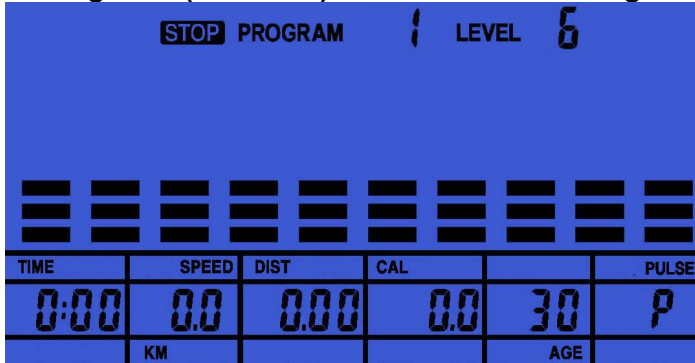 STOP PROGRAM 1 LEVEL 6
TIME SPEED DIST CAL PULSE
0:00 0.0 0.00 0.0 30 P
KM AGE